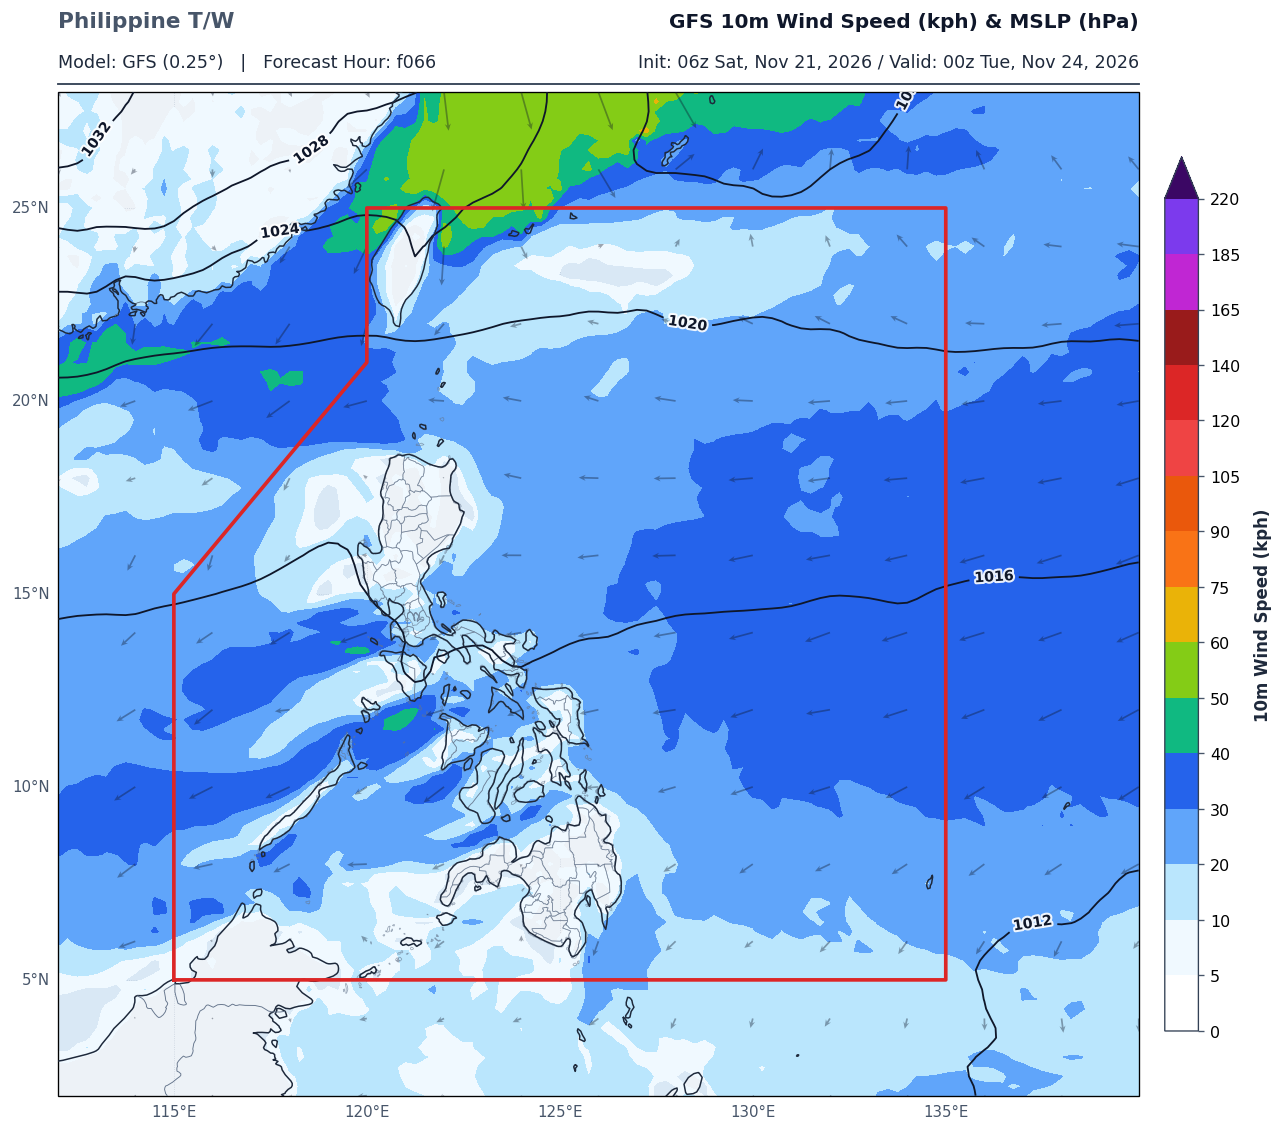 Philippine T/W
GFS 10m Wind Speed (kph) & MSLP (hPa)
Model: GFS (0.25°)   |   Forecast Hour: f066
Init: 06z Sat, Nov 21, 2026 / Valid: 00z Tue, Nov 24, 2026
1032
1028
1024
1020
1016
1012
25°N
20°N
15°N
10°N
5°N
115°E
120°E
125°E
130°E
135°E
220
185
165
140
120
105
90
75
60
50
40
30
20
10
5
0
10m Wind Speed (kph)